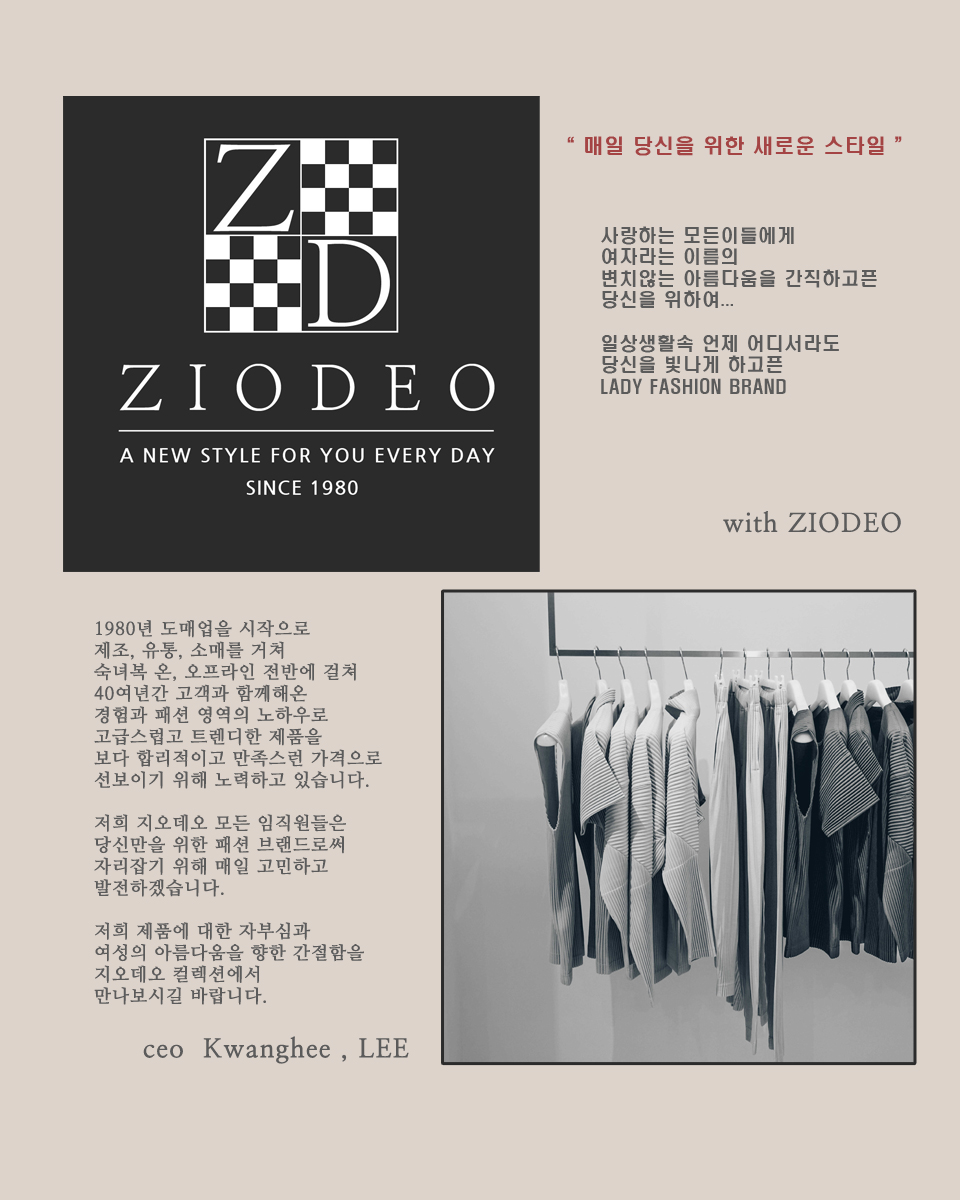 Z
D
ZIODEO
A NEW STYLE FOR YOU EVERY DAY
SINCE 1980
“ 매일 당신을 위한 새로운 스타일 ”
사랑하는 모든이들에게
여자라는 이름의
변치않는 아름다움을 간직하고픈
당신을 위하여...
일상생활속 언제 어디서라도
당신을 빛나게 하고픈
LADY FASHION BRAND
with ZIODEO
1980년 도매업을 시작으로
제조, 유통, 소매를 거쳐
숙녀복 온, 오프라인 전반에 걸쳐
40여년간 고객과 함께해온
경험과 패션 영역의 노하우로
고급스럽고 트렌디한 제품을
보다 합리적이고 만족스런 가격으로
선보이기 위해 노력하고 있습니다.
저희 지오데오 모든 임직원들은
당신만을 위한 패션 브랜드로써
자리잡기 위해 매일 고민하고
발전하겠습니다.
저희 제품에 대한 자부심과
여성의 아름다움을 향한 간절함을
지오데오 컬렉션에서
만나보시길 바랍니다.
ceo Kwanghee , LEE